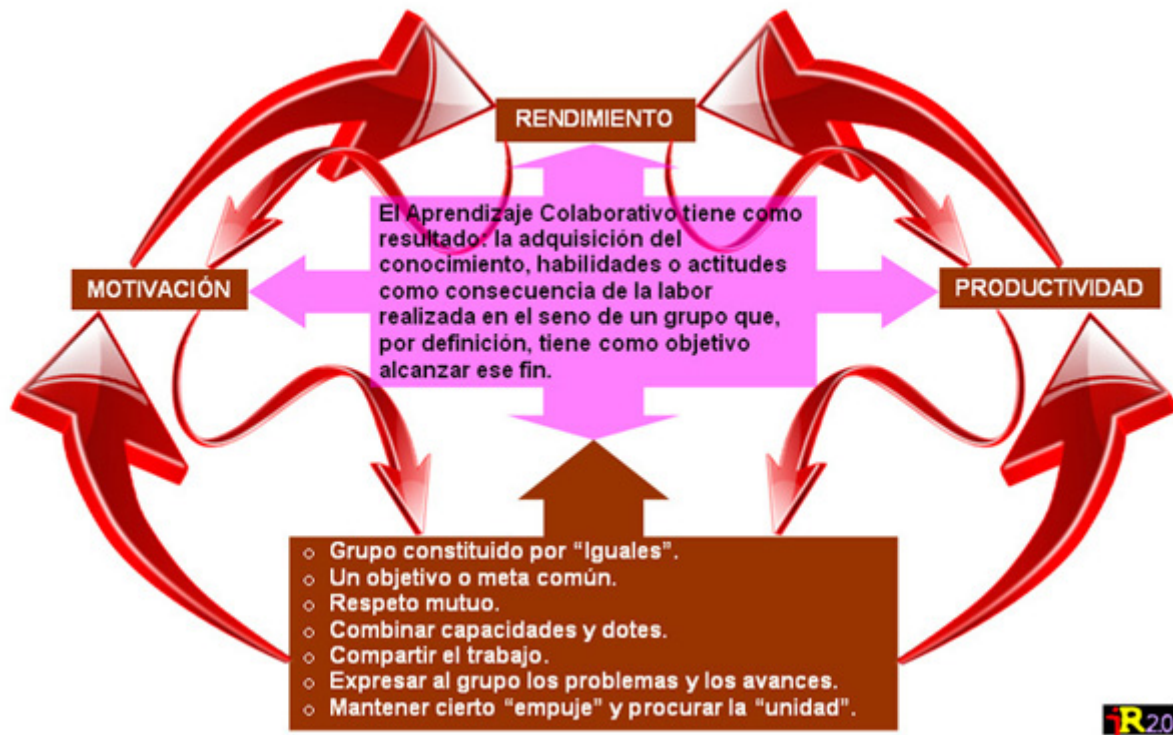 RENDIMIENTO
El Aprendizaje Colaborativo tiene como
resultado: la adquisición del
conocimiento, habilidades o actitudes
como consecuencia de la labor
realizada en el seno de un grupo que,
por definición, tiene como objetivo
alcanzar ese fin.
MOTIVACIÓN
PRODUCTIVIDAD
Grupo constituido por “Iguales”.
Un objetivo o meta común.
Respeto mutuo.
Combinar capacidades y dotes.
Compartir el trabajo.
Expresar al grupo los problemas y los avances.
Mantener cierto “empuje” y procurar la “unidad”.
iR 2.0